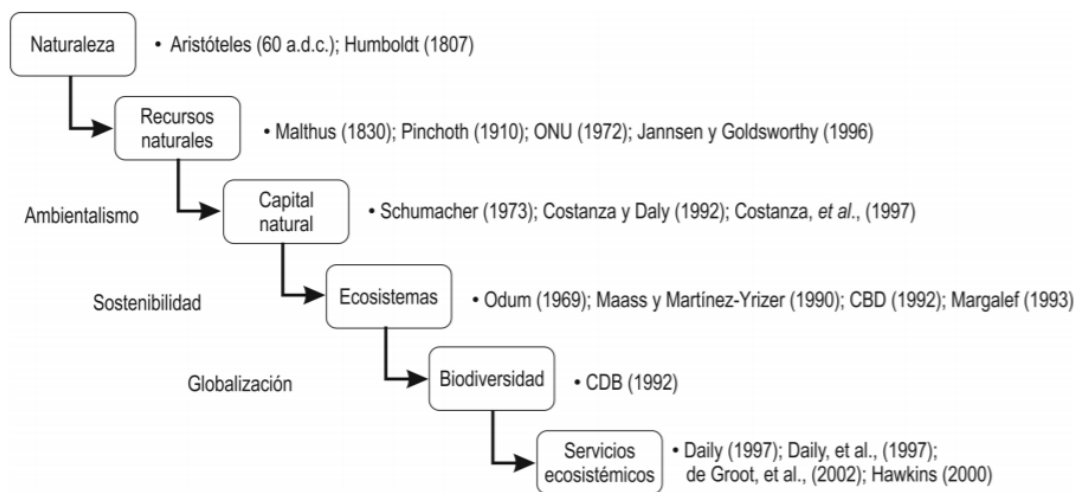 Naturaleza
• Aristóteles (60 a.d.c.); Humboldt (1807)
Recursos
naturales
• Malthus (1830); Pinchoth (1910); ONU (1972); Jannsen y Goldsworthy (1996)
Ambientalismo
Capital
natural
• Schumacher (1973); Costanza y Daly (1992); Costanza, et al., (1997)
Sostenibilidad
Ecosistemas
• Odum (1969); Maass y Martínez-Yrizer (1990); CBD (1992); Margalef (1993)
Globalización
Biodiversidad
• CDB (1992)
Servicios
ecosistémicos
• Daily (1997); Daily, et al., (1997);
de Groot, et al., (2002); Hawkins (2000)